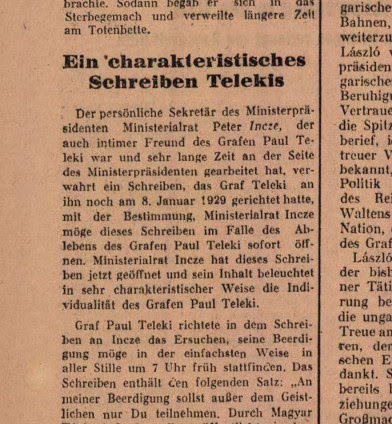 brachte. Sodann begab er sich in das
Sterbegemach und verweilte längere Zeit
am Totenbette.
Ein charakteristisches
Schreiben Telekis
Der persönliche Sekretär des Ministerprä-
sidenten Ministerialrat Peter Incze, der
auch intimer Freund des Grafen Paul Te-
leki war und sehr lange Zeit an der Seite
des Ministerpräsidenten gearbeitet hat, ver-
wahrt ein Schreiben, das Graf Teleki an
ihn noch am 8. Januar 1929 gerichtet hatte,
mit der Bestimmung, Ministerialrat Incze
möge dieses Schreiben im Falle des Ab-
lebens des Grafen Paul Teleki sofort öff-
nen. Ministerialrat Incze hat dieses Schrei-
ben jetzt geöffnet und sein Inhalt beleuchtet
in sehr charakteristischer Weise die Indi-
vidualität des Grafen Paul Teleki.
Graf Paul Teleki richtete in dem Schrei-
ben an Incze das Ersuchen, seine Beerdi-
gung möge in der einfachsten Weise in
aller Stille um 7 Uhr früh stattfinden. Das
Schreiben enthält den folgenden Satz: „An
meiner Beerdigung sollst außer dem Geist-
lichen nur Du teilnehmen. Durch Magyar
garische
Bahnen,
weiterzu
László v
präsiden
garische
Beruhig
Vertraue
die Spitz
berief, i
treuer V
bekannt,
Politik
des Rei
Waltens
Nation,
des Graf
László
der bish
ner Täti
rung be
die unga
Treue an
ren, der
schen E
dankt. S
bereits l
ziehunge
Großmac